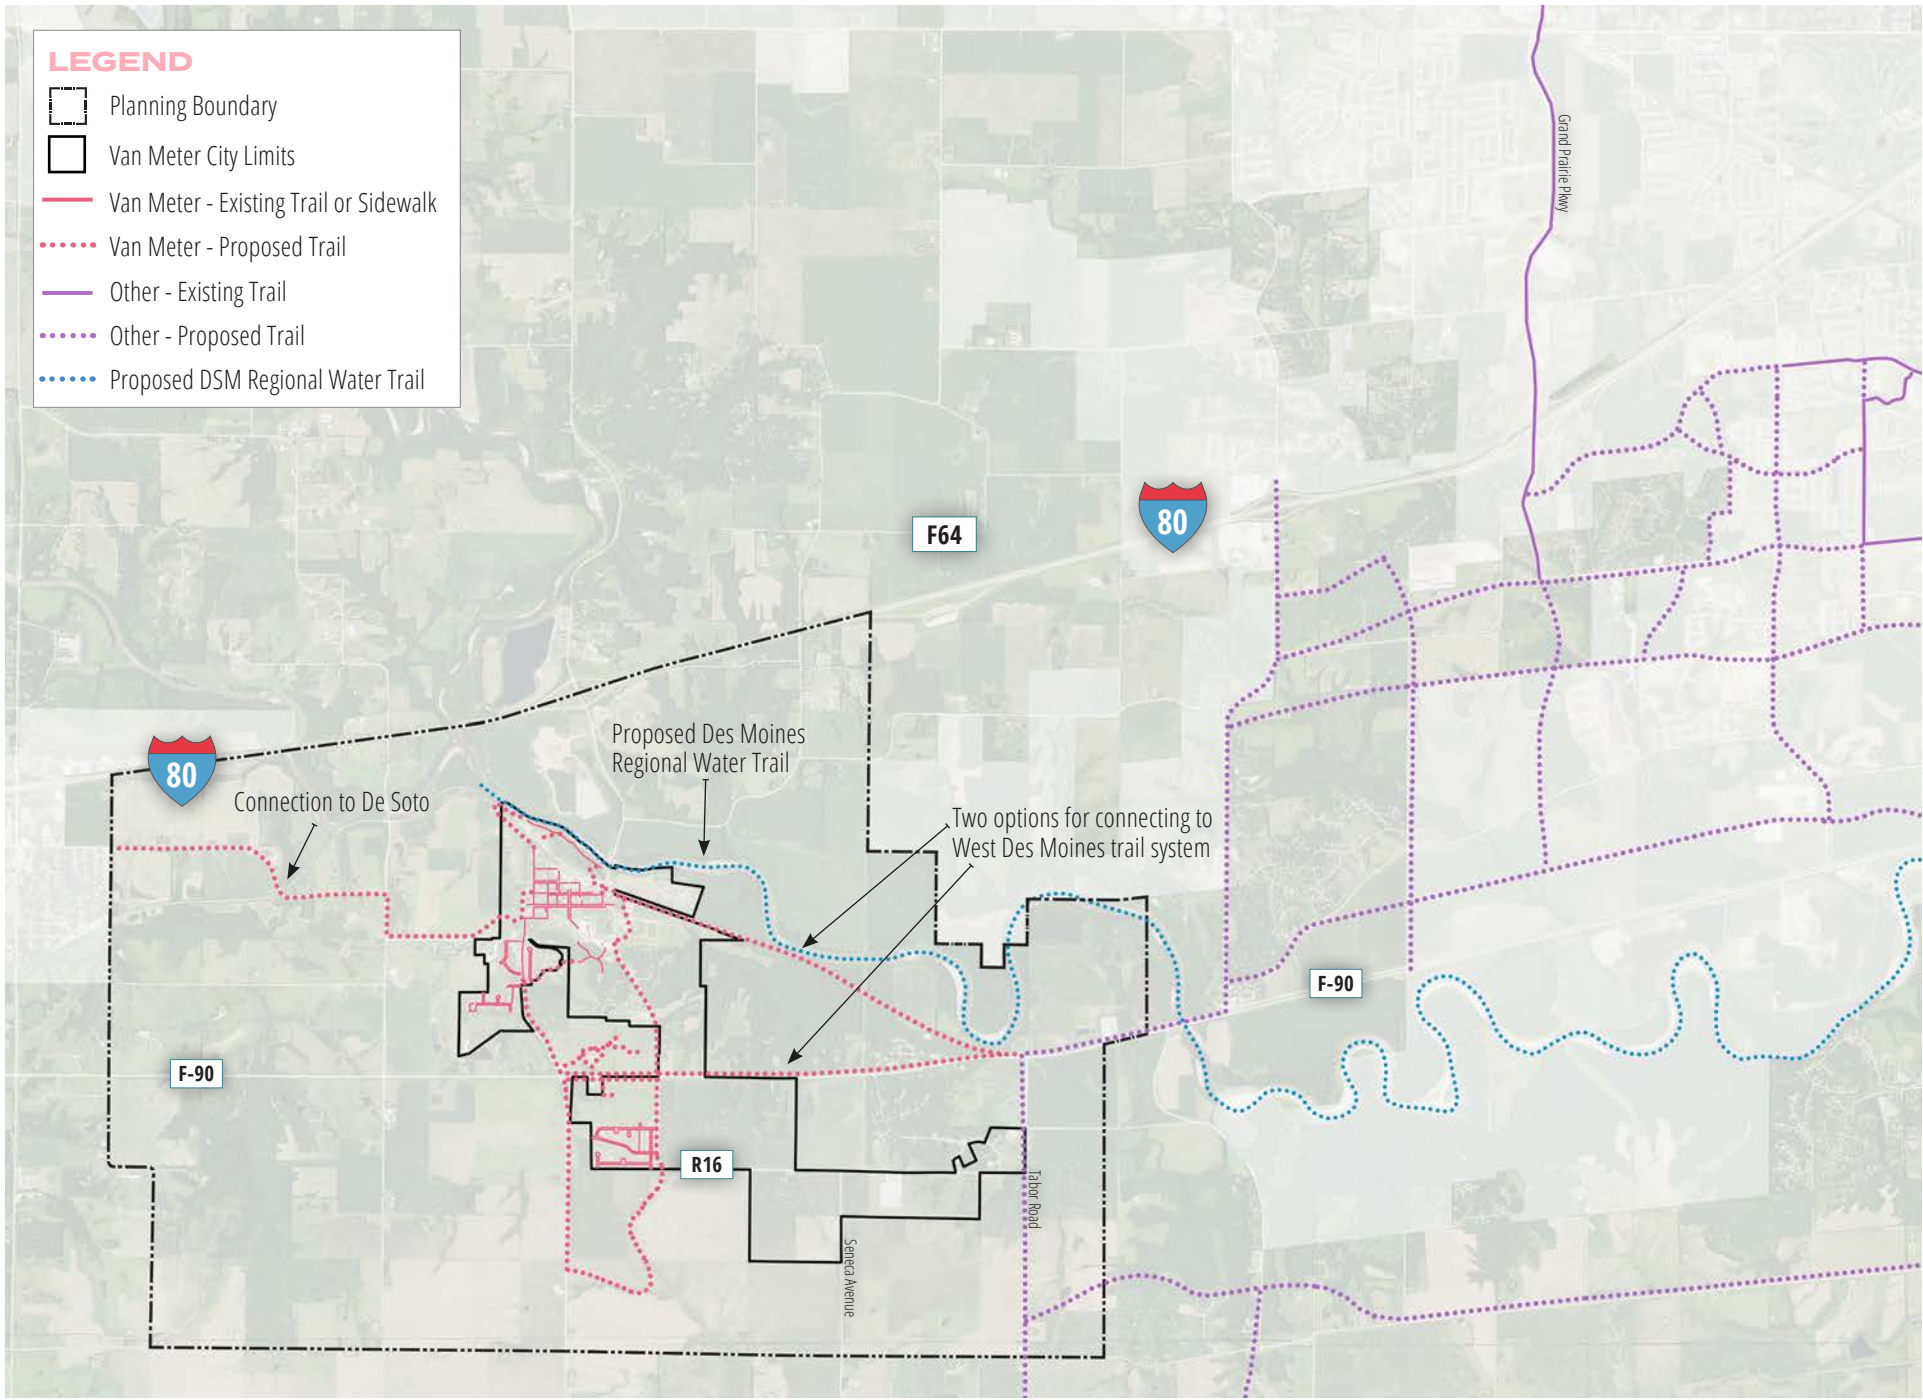 LEGEND
Planning Boundary
Van Meter City Limits
Van Meter - Existing Trail or Sidewalk
Van Meter - Proposed Trail
Other - Existing Trail
Other - Proposed Trail
Proposed DSM Regional Water Trail
Grand Prairie Pkwy
80
F64
80
Proposed Des Moines
Regional Water Trail
Connection to De Soto
Two options for connecting to
West Des Moines trail system
F-90
F-90
R16
Tabor Road
Seneca Avenue